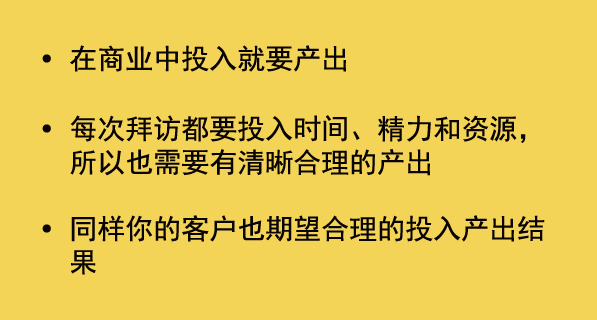 • 在商业中投入就要产出
• 每次拜访都要投入时间、精力和资源，
所以也需要有清晰合理的产出
• 同样你的客户也期望合理的投入产出结
果